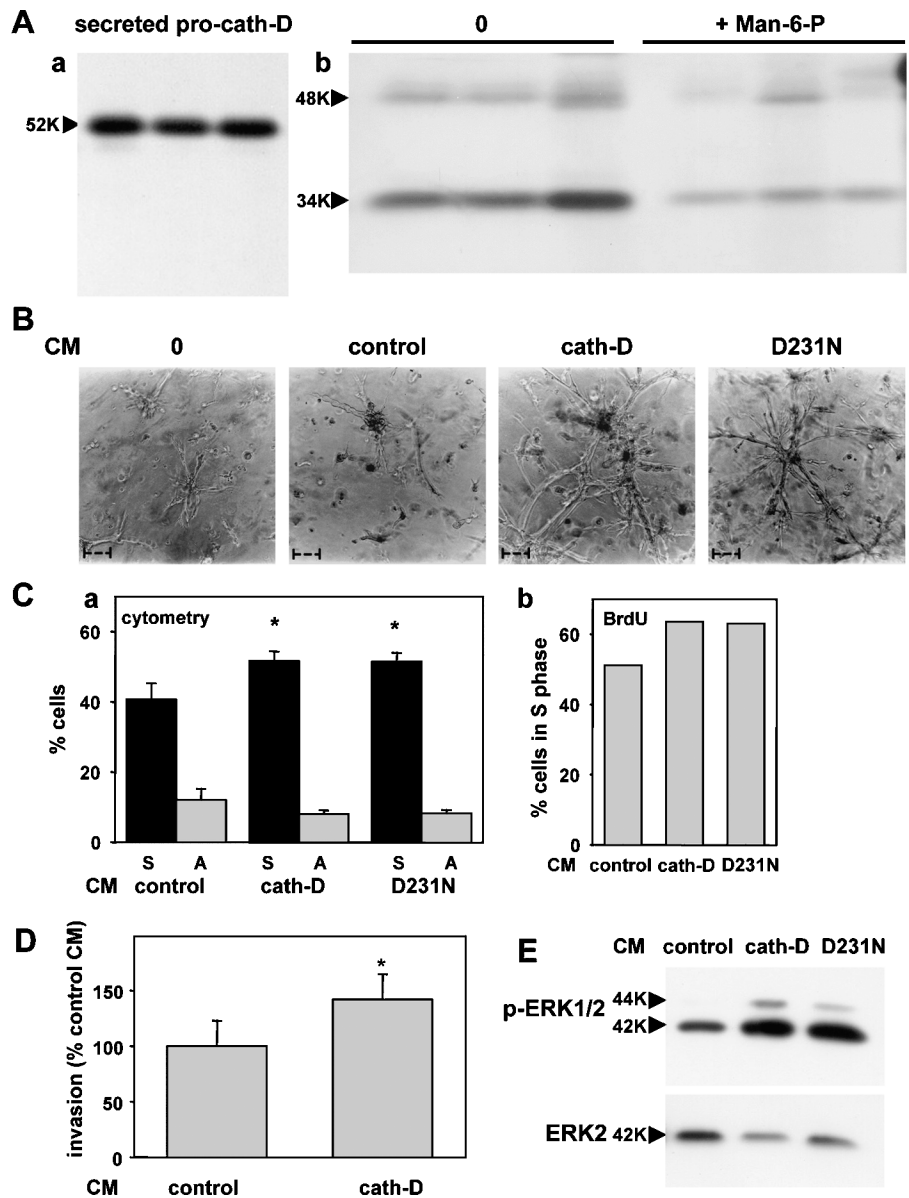 A
secreted pro-cath-D
0
+ Man-6-P
a
b
52K
48K
34K
B
CM
0
control
cath-D
D231N
C
a
cytometry
% cells
60
40
20
0
*
*
S
A
S
A
S
A
CM
control
cath-D
D231N
b
BrdU
% cells in S phase
60
40
20
0
CM
control
cath-D
D231N
D
invasion (% control CM)
150
100
50
0
*
CM
control
cath-D
E
CM
control
cath-D
D231N
p-ERK1/2
44K
42K
ERK2
42K